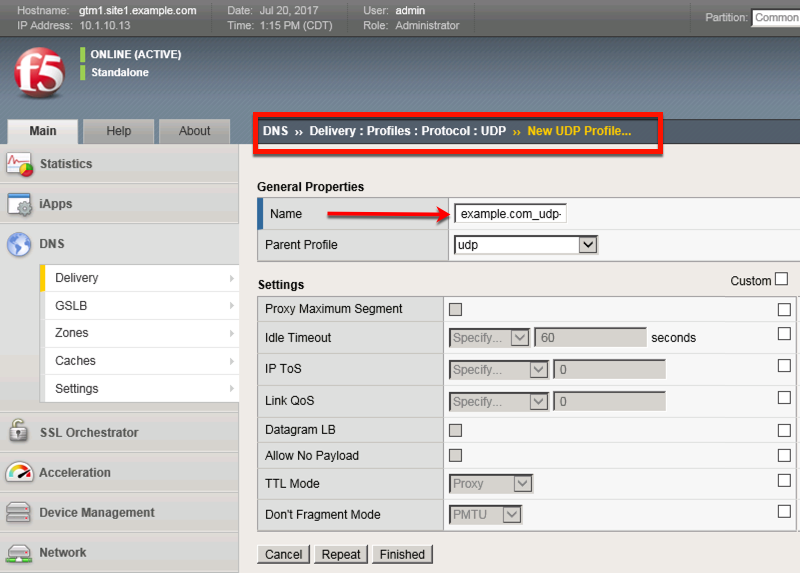 Hostname: gtm1.site1.example.com Date: Jul 20, 2017 User: admin
IP Address: 10.1.10.13 Time: 1:15 PM (CDT) Role: Administrator
Partition: Common
f5
ONLINE (ACTIVE)
Standalone
Main Help About
DNS ›› Delivery : Profiles : Protocol : UDP ›› New UDP Profile...
Statistics
iApps
DNS
Delivery
GSLB
Zones
Caches
Settings
SSL Orchestrator
Acceleration
Device Management
Network
General Properties
Name example.com_udp-
Parent Profile udp
Settings Custom
Proxy Maximum Segment
Idle Timeout Specify... 60 seconds
IP ToS Specify... 0
Link QoS Specify... 0
Datagram LB
Allow No Payload
TTL Mode Proxy
Don't Fragment Mode PMTU
Cancel Repeat Finished